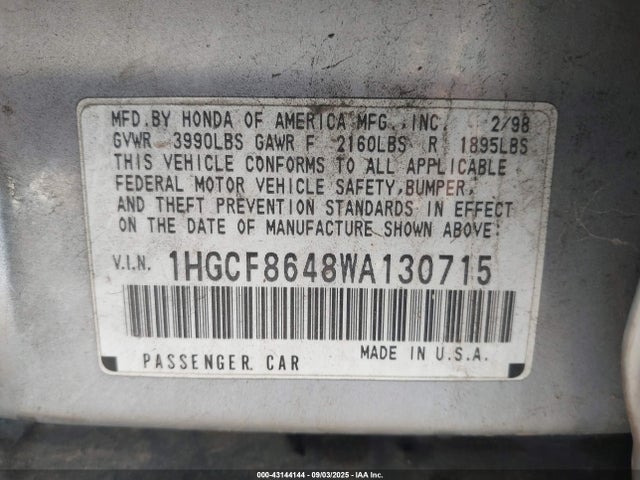 MFD.BY HONDA OF AMERICA MFG.,INC. 2/98
GVWR 3990LBS GAWR F 2160LBS R 1895LBS
THIS VEHICLE CONFORMS TO ALL APPLICABLE
FEDERAL MOTOR VEHICLE SAFETY,BUMPER,
AND THEFT PREVENTION STANDARDS IN EFFECT
ON THE DATE OF MANUFACTURE SHOWN ABOVE:
V.I.N. 1HGCF8648WA130715
PASSENGER CAR MADE IN U.S.A.
000-43144144 - 09/03/2025 - IAA Inc.